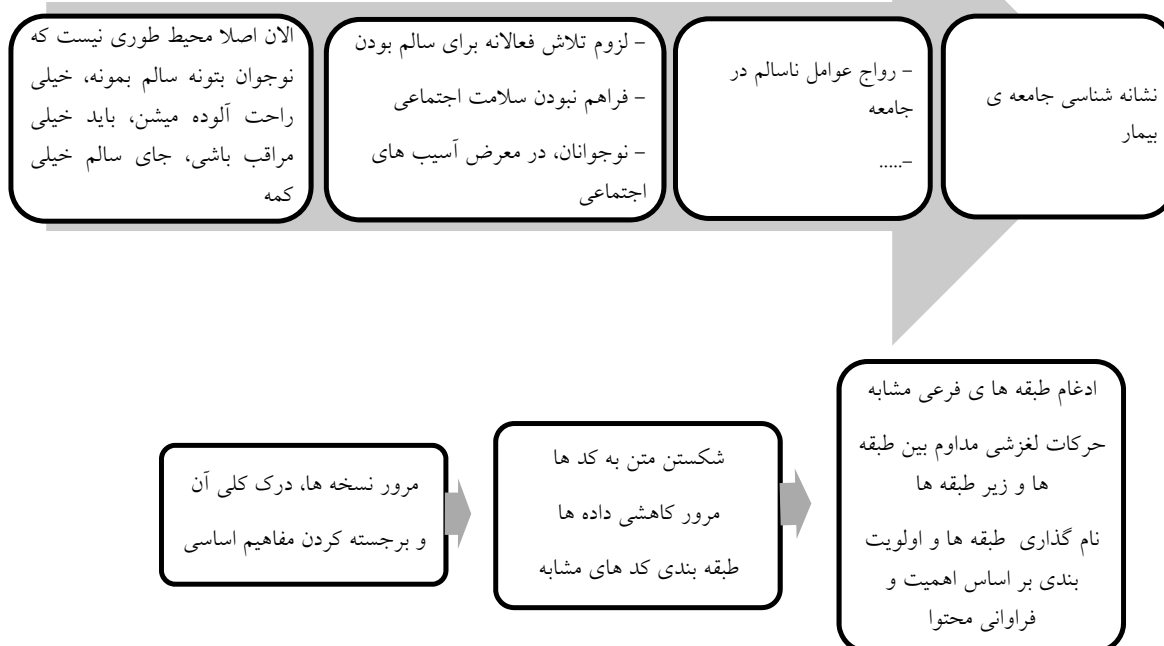 الان اصلا محیط طوری نیست که
نوجوان بتونه سالم بمونه، خیلی
راحت آلوده میشن، باید خیلی
مراقب باشی، جای سالم خیلی
کمه
- لزوم تلاش فعالانه برای سالم بودن
- فراهم نبودن سلامت اجتماعی
- نوجوانان، در معرض آسیب های
اجتماعی
- رواج عوامل ناسالم در
جامعه
-.....
نشانه شناسی جامعه ی
بیمار
مرور نسخه ها، درک کلی آن
و برجسته کردن مفاهیم اساسی
شکستن متن به کد ها
مرور کاهشی داده ها
طبقه بندی کد های مشابه
ادغام طبقه ها ی فرعی مشابه
حرکات لغزشی مداوم بین طبقه
ها و زیر طبقه ها
نام گذاری طبقه ها و اولویت
بندی بر اساس اهمیت و
فراوانی محتوا